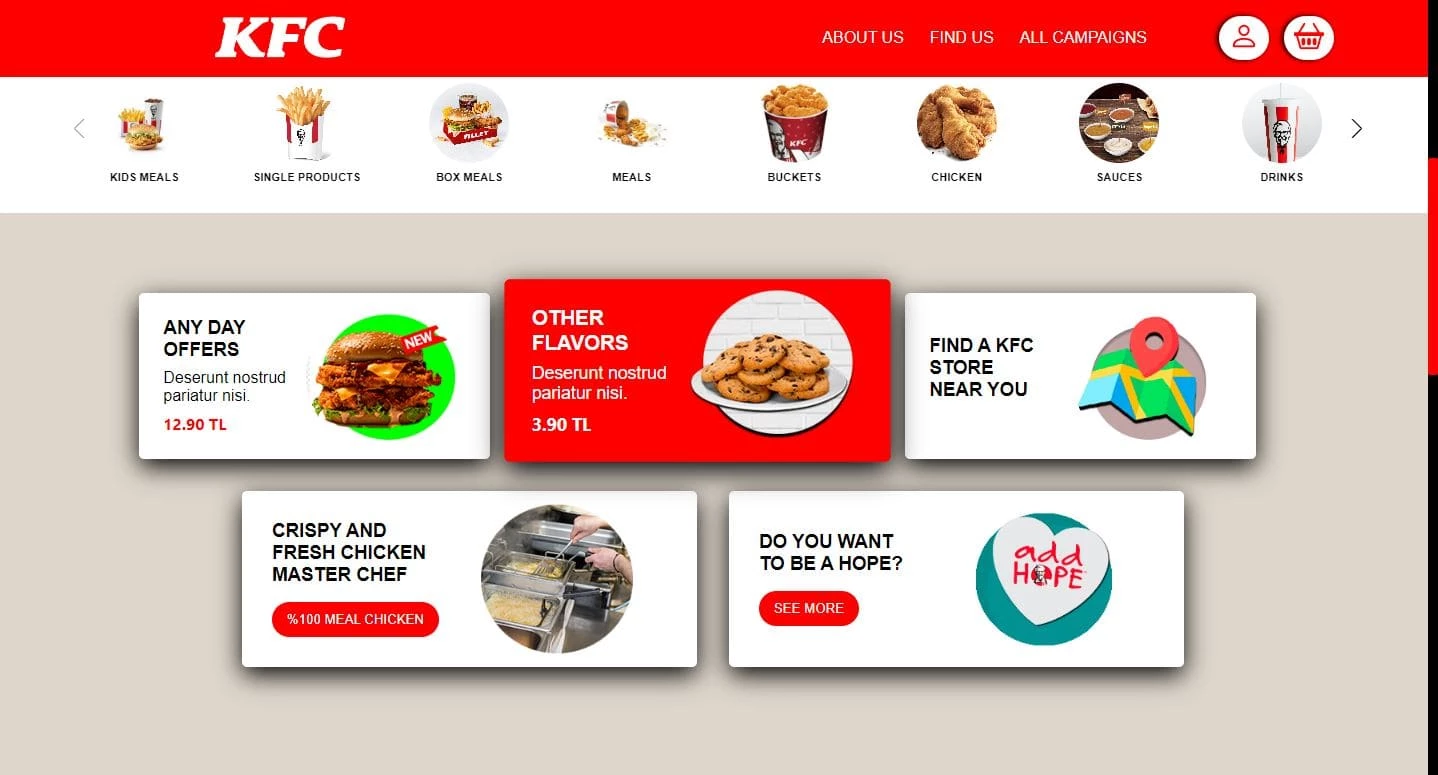 KFC
ABOUT US FIND US ALL CAMPAIGNS
FILLET
KFC
KIDS MEALS SINGLE PRODUCTS BOX MEALS MEALS BUCKETS CHICKEN SAUCES DRINKS
ANY DAY
OFFERS
Deserunt nostrud
pariatur nisi.
12.90 TL
NEW
OTHER
FLAVORS
Deserunt nostrud
pariatur nisi.
3.90 TL
FIND A KFC
STORE
NEAR YOU
CRISPY AND
FRESH CHICKEN
MASTER CHEF
%100 MEAL CHICKEN
DO YOU WANT
TO BE A HOPE?
SEE MORE
add
HOPE